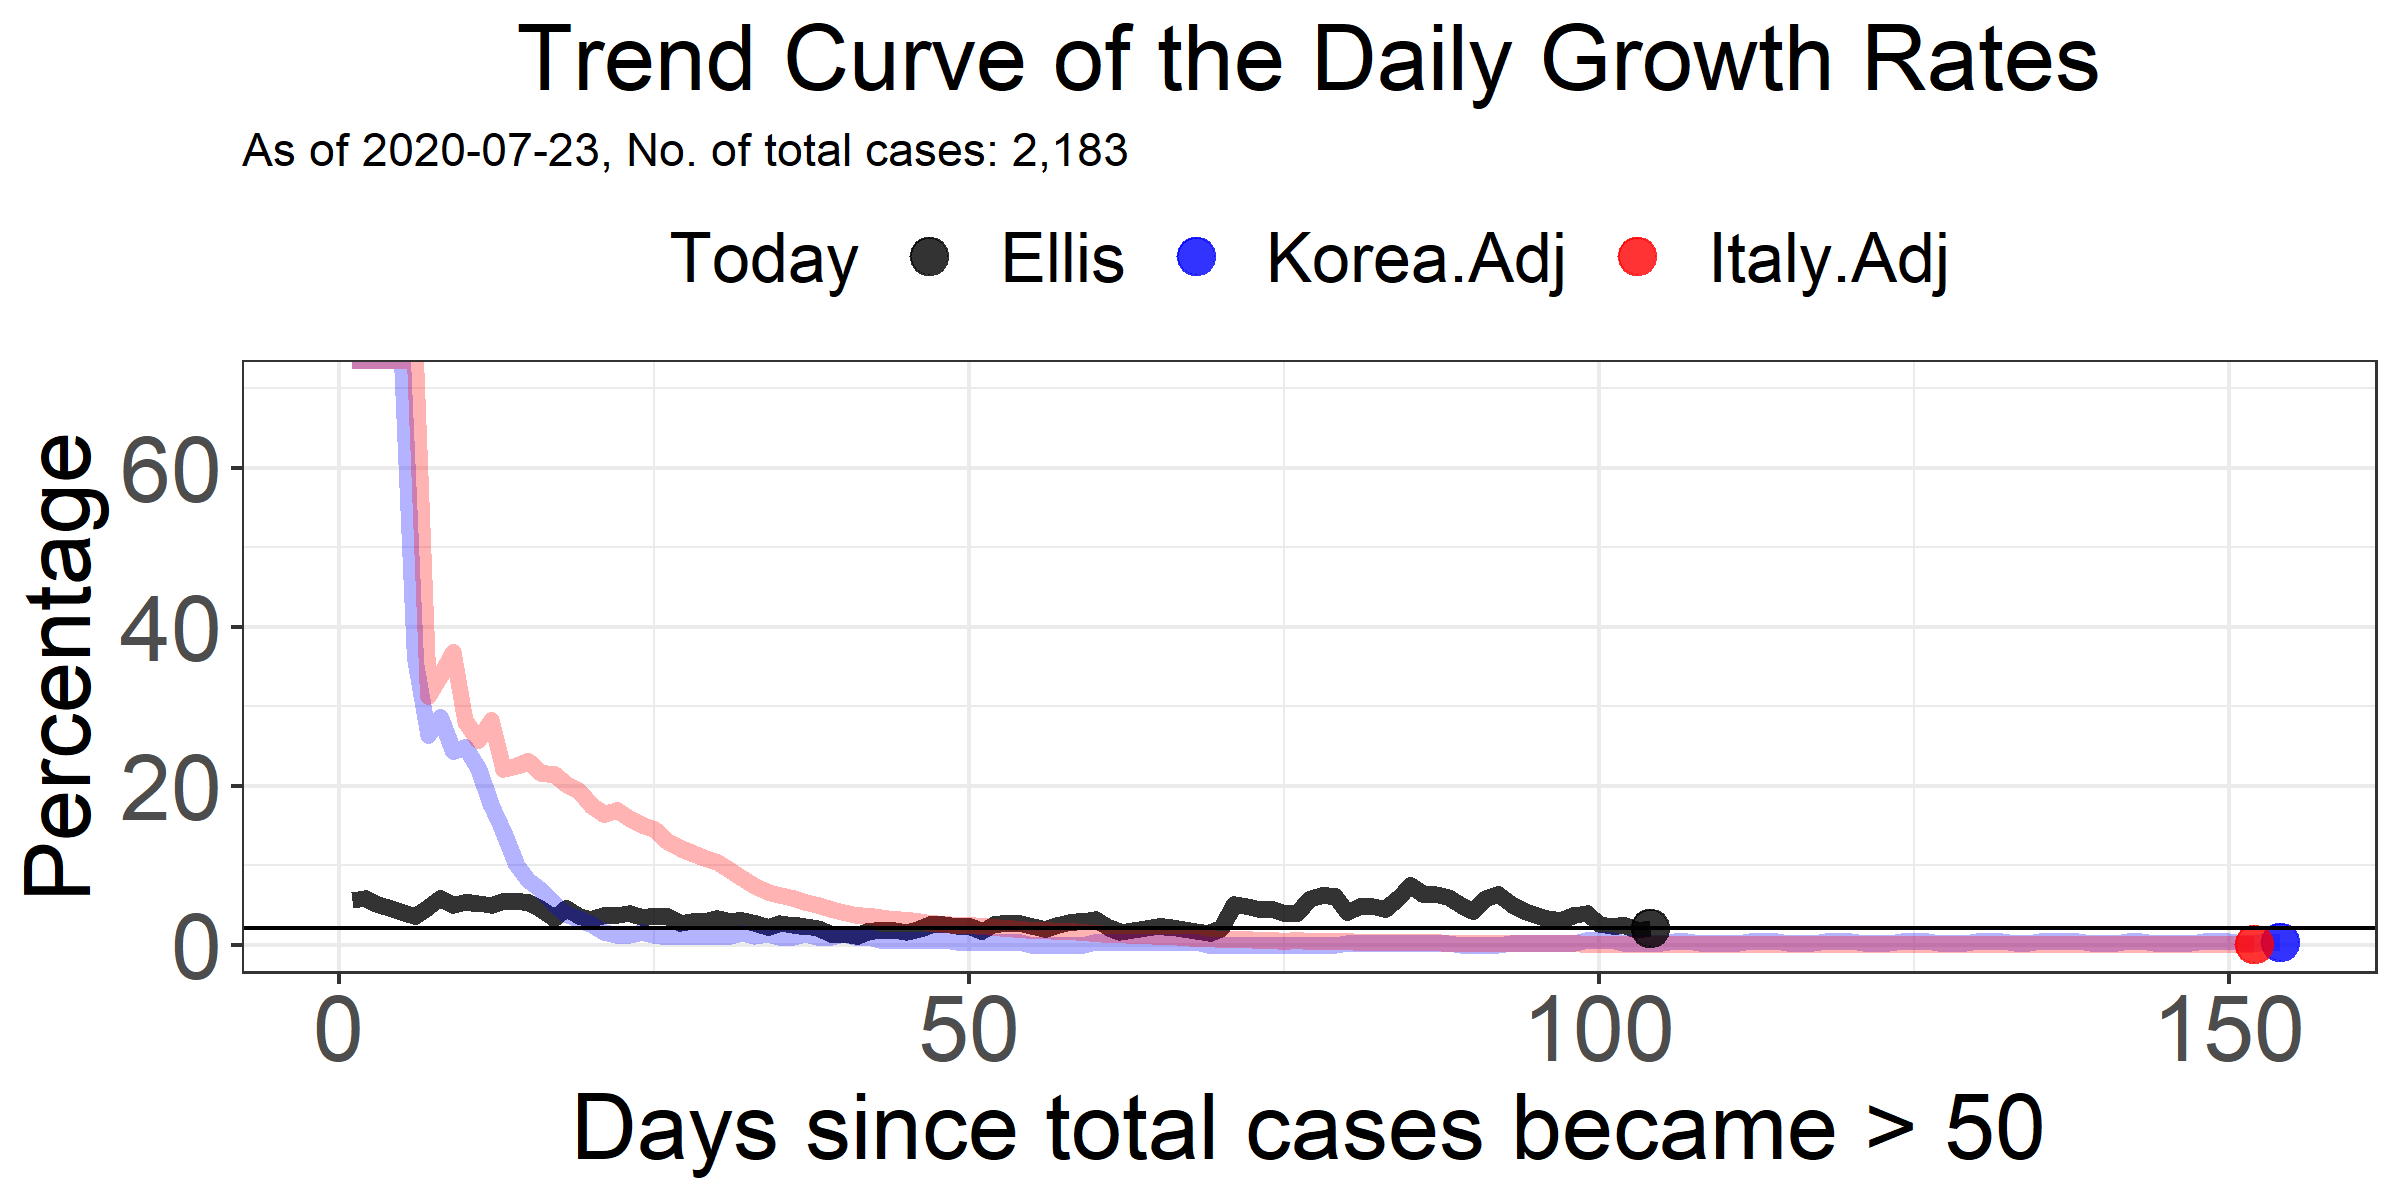 Trend Curve of the Daily Growth Rates
As of 2020-07-23, No. of total cases: 2,183
Today Ellis Korea.Adj Italy.Adj
Percentage
60
40
20
0
0 50 100 150
Days since total cases became > 50